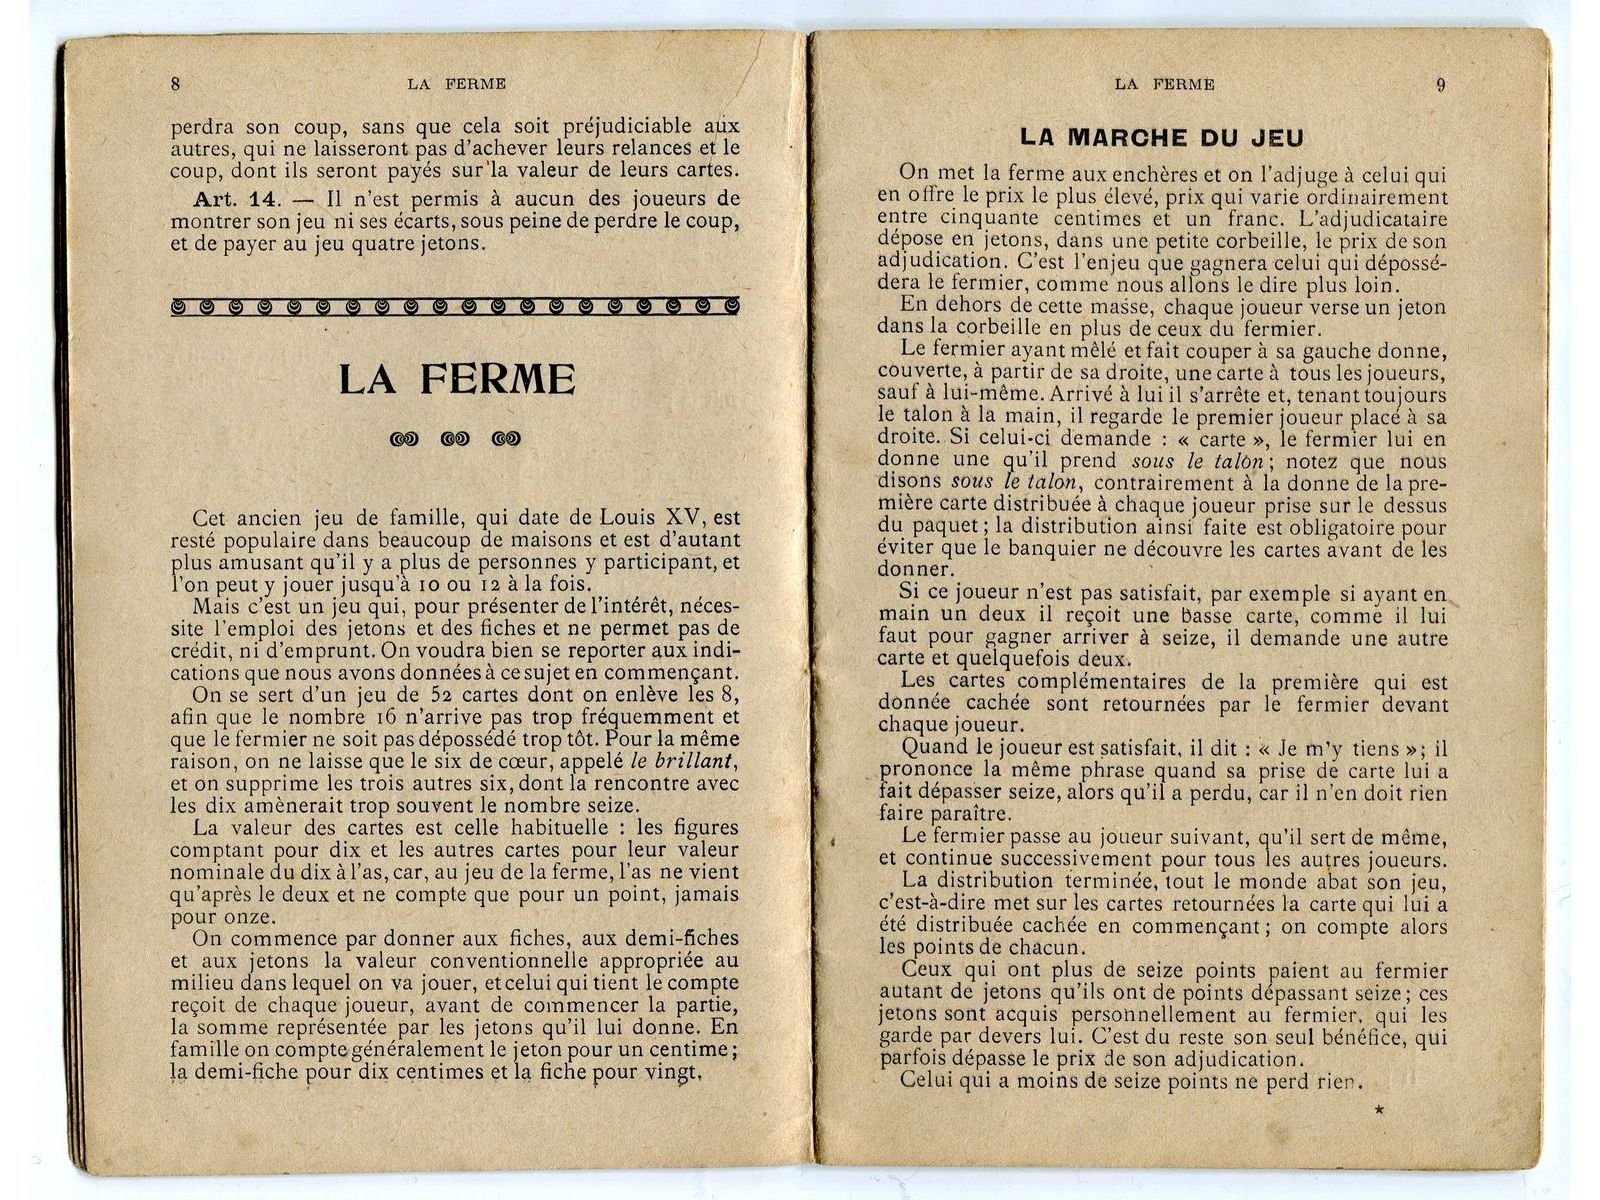 8
LA FERME
perdra son coup, sans que cela soit préjudiciable aux
autres, qui ne laisseront pas d'achever leurs relances et le
coup, dont ils seront payés sur la valeur de leurs cartes.
Art. 14. — Il n'est permis à aucun des joueurs de
montrer son jeu ni ses écarts, sous peine de perdre le coup,
et de payer au jeu quatre jetons.
LA FERME
Cet ancien jeu de famille, qui date de Louis XV, est
resté populaire dans beaucoup de maisons et est d'autant
plus amusant qu'il y a plus de personnes y participant, et
l'on peut y jouer jusqu'à 10 ou 12 à la fois.
Mais c'est un jeu qui, pour présenter de l'intérêt, néces-
site l'emploi des jetons et des fiches et ne permet pas de
crédit, ni d'emprunt. On voudra bien se reporter aux indi-
cations que nous avons données à ce sujet en commençant.
On se sert d'un jeu de 52 cartes dont on enlève les 8,
afin que le nombre 16 n'arrive pas trop fréquemment et
que le fermier ne soit pas dépossédé trop tôt. Pour la même
raison, on ne laisse que le six de cœur, appelé le brillant,
et on supprime les trois autres six, dont la rencontre avec
les dix amènerait trop souvent le nombre seize.
La valeur des cartes est celle habituelle : les figures
comptant pour dix et les autres cartes pour leur valeur
nominale du dix à l'as, car, au jeu de la ferme, l'as ne vient
qu'après le deux et ne compte que pour un point, jamais
pour onze.
On commence par donner aux fiches, aux demi-fiches
et aux jetons la valeur conventionnelle appropriée au
milieu dans lequel on va jouer, et celui qui tient le compte
reçoit de chaque joueur, avant de commencer la partie,
la somme représentée par les jetons qu'il lui donne. En
famille on compte généralement le jeton pour un centime ;
la demi-fiche pour dix centimes et la fiche pour vingt.
LA FERME
9
LA MARCHE DU JEU
On met la ferme aux enchères et on l'adjuge à celui qui
en offre le prix le plus élevé, prix qui varie ordinairement
entre cinquante centimes et un franc. L'adjudicataire
dépose en jetons, dans une petite corbeille, le prix de son
adjudication. C'est l'enjeu que gagnera celui qui dépossé-
dera le fermier, comme nous allons le dire plus loin.
En dehors de cette masse, chaque joueur verse un jeton
dans la corbeille en plus de ceux du fermier.
Le fermier ayant mêlé et fait couper à sa gauche donne,
couverte, à partir de sa droite, une carte à tous les joueurs,
sauf à lui-même. Arrivé à lui il s'arrête et, tenant toujours
le talon à la main, il regarde le premier joueur placé à sa
droite. Si celui-ci demande : « carte », le fermier lui en
donne une qu'il prend sous le talon ; notez que nous
disons sous le talon, contrairement à la donne de la pre-
mière carte distribuée à chaque joueur prise sur le dessus
du paquet ; la distribution ainsi faite est obligatoire pour
éviter que le banquier ne découvre les cartes avant de les
donner.
Si ce joueur n'est pas satisfait, par exemple si ayant en
main un deux il reçoit une basse carte, comme il lui
faut pour gagner arriver à seize, il demande une autre
carte et quelquefois deux.
Les cartes complémentaires de la première qui est
donnée cachée sont retournées par le fermier devant
chaque joueur.
Quand le joueur est satisfait, il dit : « Je m'y tiens » ; il
prononce la même phrase quand sa prise de carte lui a
fait dépasser seize, alors qu'il a perdu, car il n'en doit rien
faire paraître.
Le fermier passe au joueur suivant, qu'il sert de même,
et continue successivement pour tous les autres joueurs.
La distribution terminée, tout le monde abat son jeu,
c'est-à-dire met sur les cartes retournées la carte qui lui a
été distribuée cachée en commençant ; on compte alors
les points de chacun.
Ceux qui ont plus de seize points paient au fermier
autant de jetons qu'ils ont de points dépassant seize ; ces
jetons sont acquis personnellement au fermier, qui les
garde par devers lui. C'est du reste son seul bénéfice, qui
parfois dépasse le prix de son adjudication.
Celui qui a moins de seize points ne perd rien.
*